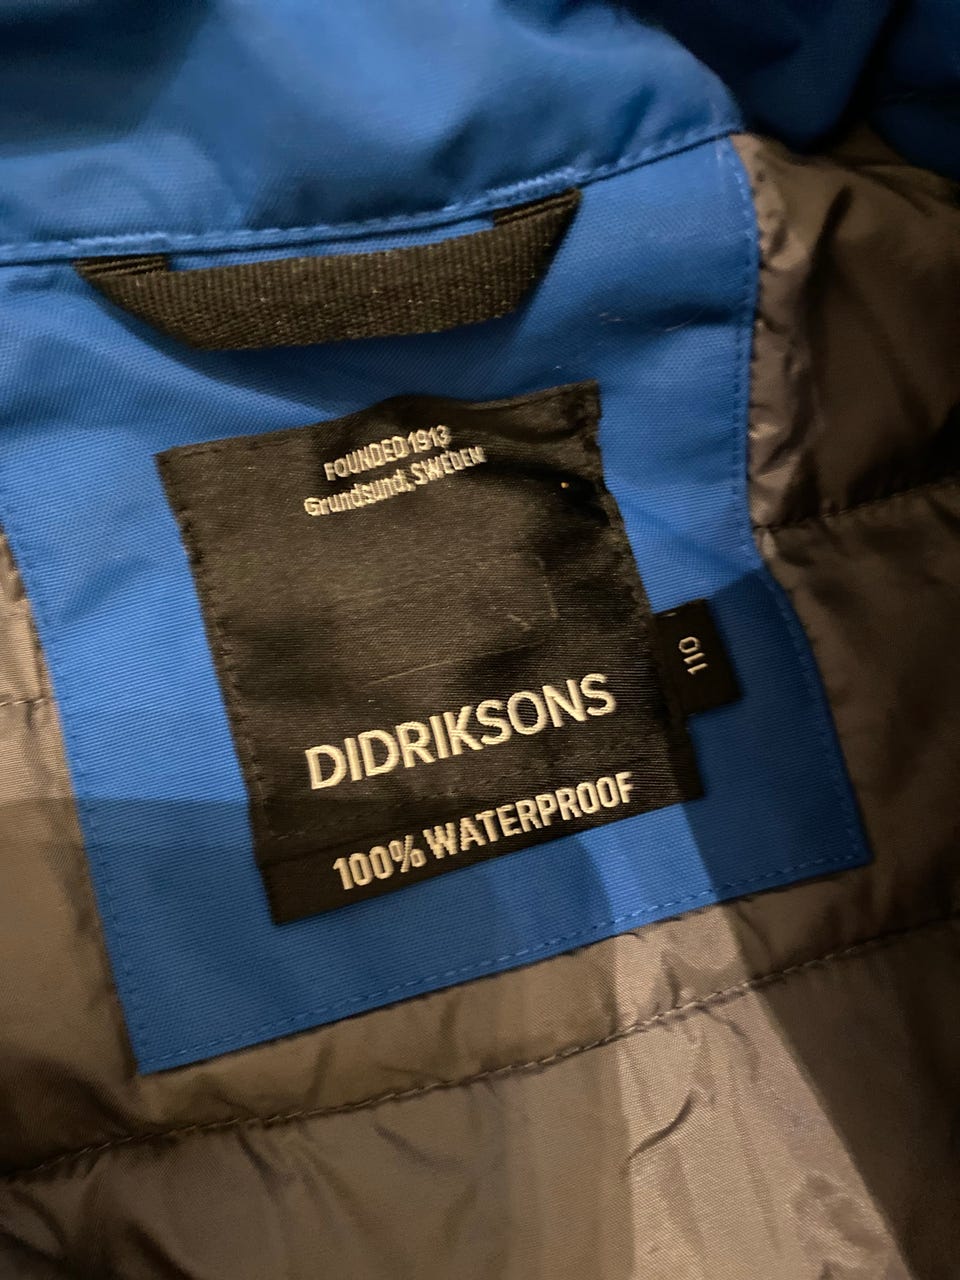 FOUNDED 1913
Grundsund, SWEDEN
DIDRIKSONS
100% WATERPROOF
110